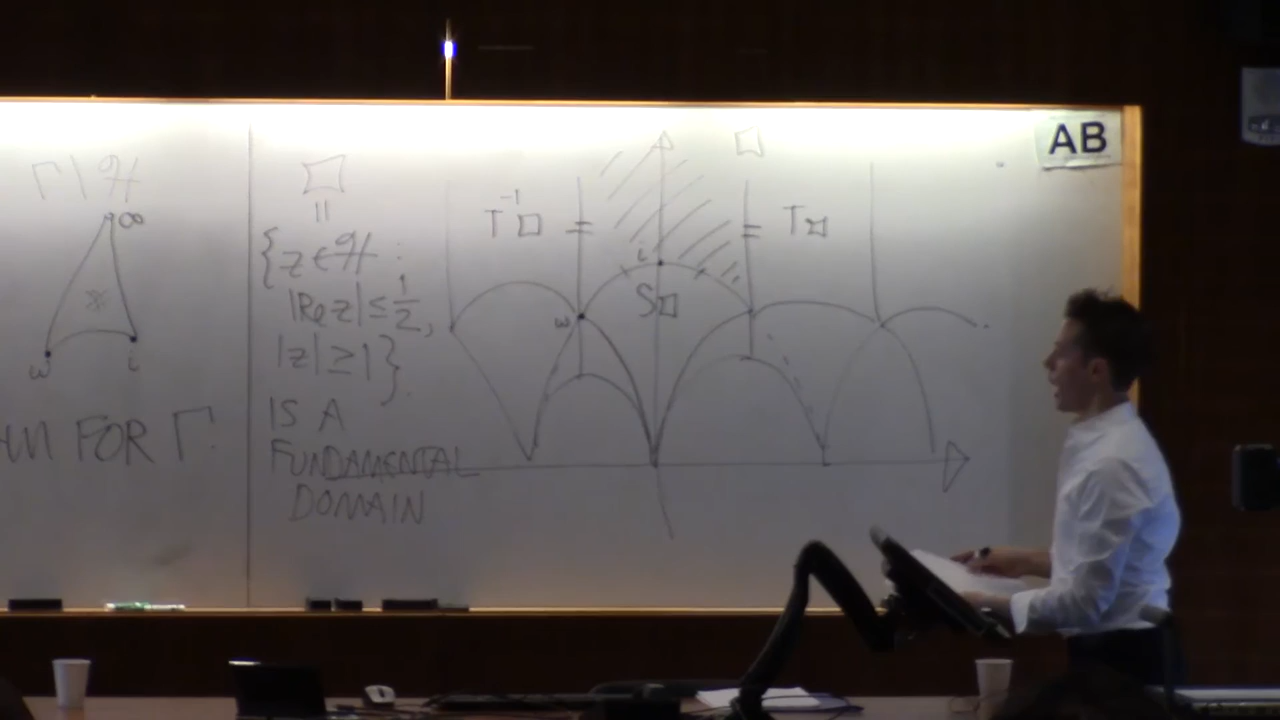 Γ\ℋ
∞
ω i
FOR Γ.
□
=
{z ∈ ℋ :
|Re z| ≤ 1/2,
|z| ≥ 1}.
IS A
FUNDAMENTAL
DOMAIN
□
T⁻¹□
T□
i
S□
ω
AB